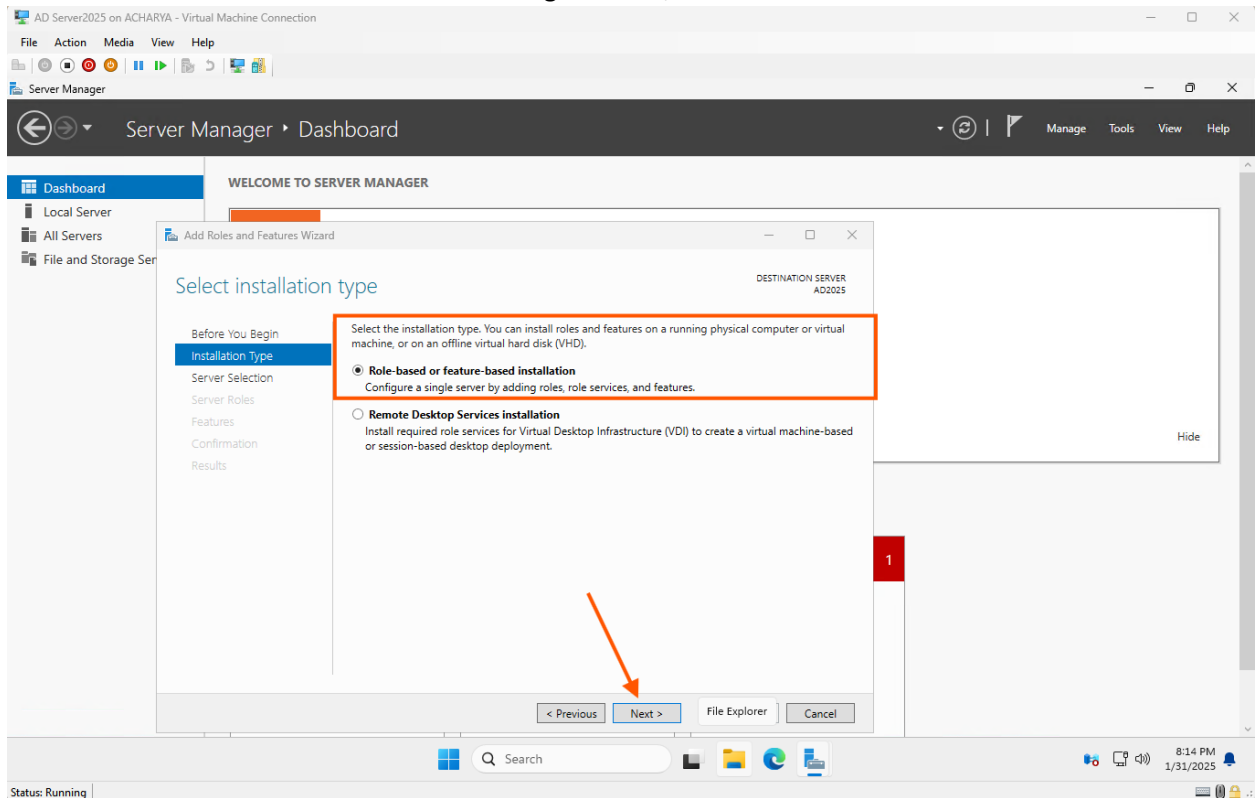 AD Server2025 on ACHARYA - Virtual Machine Connection
File Action Media View Help
Server Manager
Server Manager ‣ Dashboard
Manage Tools View Help
Dashboard
Local Server
All Servers
File and Storage Ser
WELCOME TO SERVER MANAGER
Add Roles and Features Wizard
Select installation type
DESTINATION SERVER
AD2025
Before You Begin
Installation Type
Server Selection
Server Roles
Features
Confirmation
Results
Select the installation type. You can install roles and features on a running physical computer or virtual
machine, or on an offline virtual hard disk (VHD).
Role-based or feature-based installation
Configure a single server by adding roles, role services, and features.
Remote Desktop Services installation
Install required role services for Virtual Desktop Infrastructure (VDI) to create a virtual machine-based
or session-based desktop deployment.
Hide
1
< Previous Next > File Explorer Cancel
Search
8:14 PM
1/31/2025
Status: Running